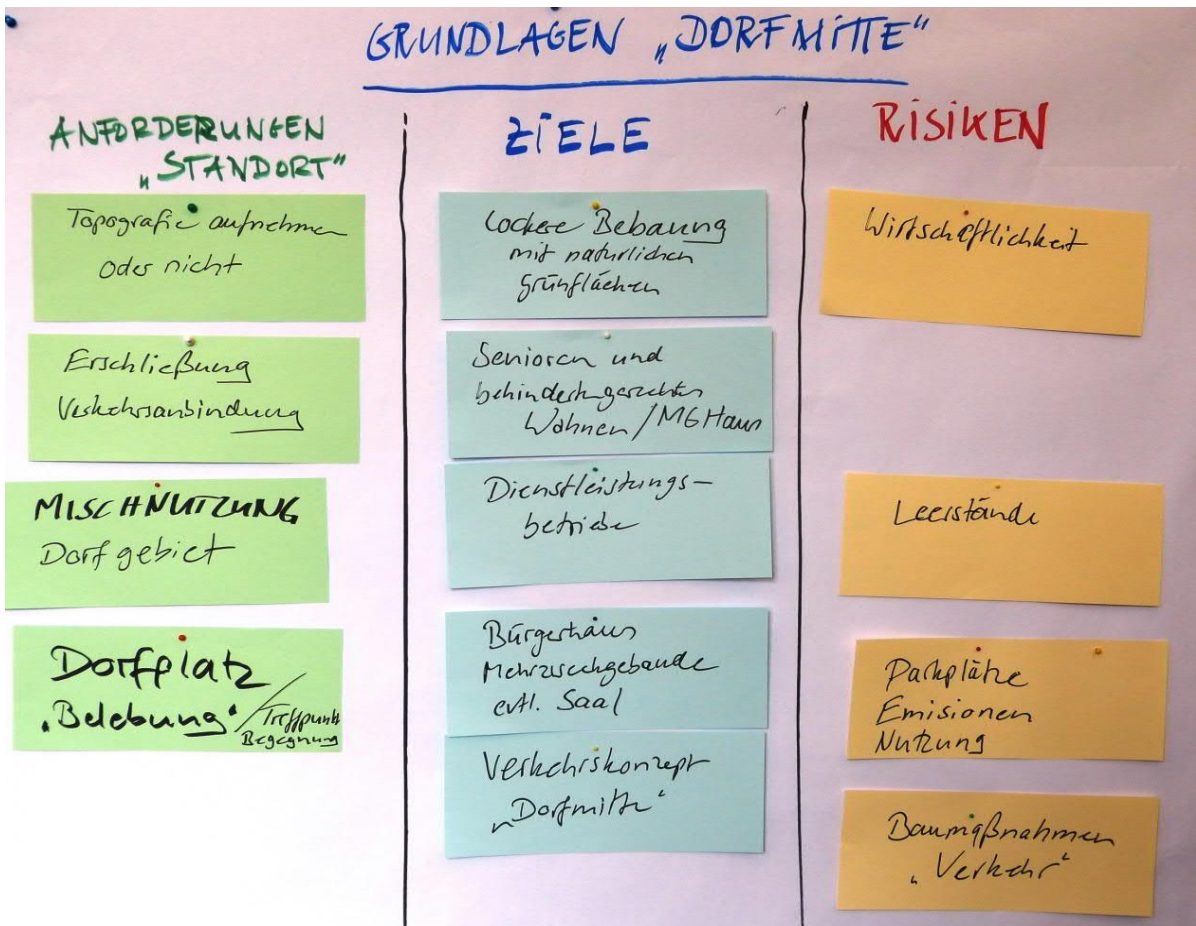 GRUNDLAGEN „DORFMITTE"
ANFORDERUNGEN
„STANDORT"
Topografie aufnehmen
oder nicht
Erschließung
Verkehrsanbindung
MISCHNUTZUNG
Dorfgebiet
Dorfplatz
„Belebung" / Treffpunkt
Begegnung
ZIELE
Lockere Bebauung
mit natürlichen
Grünflächen
Senioren und
behindertengerechtes
Wohnen / MGHaus
Dienstleistungs-
betriebe
Bürgerhaus
Mehrzweckgebäude
evtl. Saal
Verkehrskonzept
„Dorfmitte"
RISIKEN
Wirtschaftlichkeit
Leerstände
Parkplätze
Emisionen
Nutzung
Baumaßnahmen
„Verkehr"